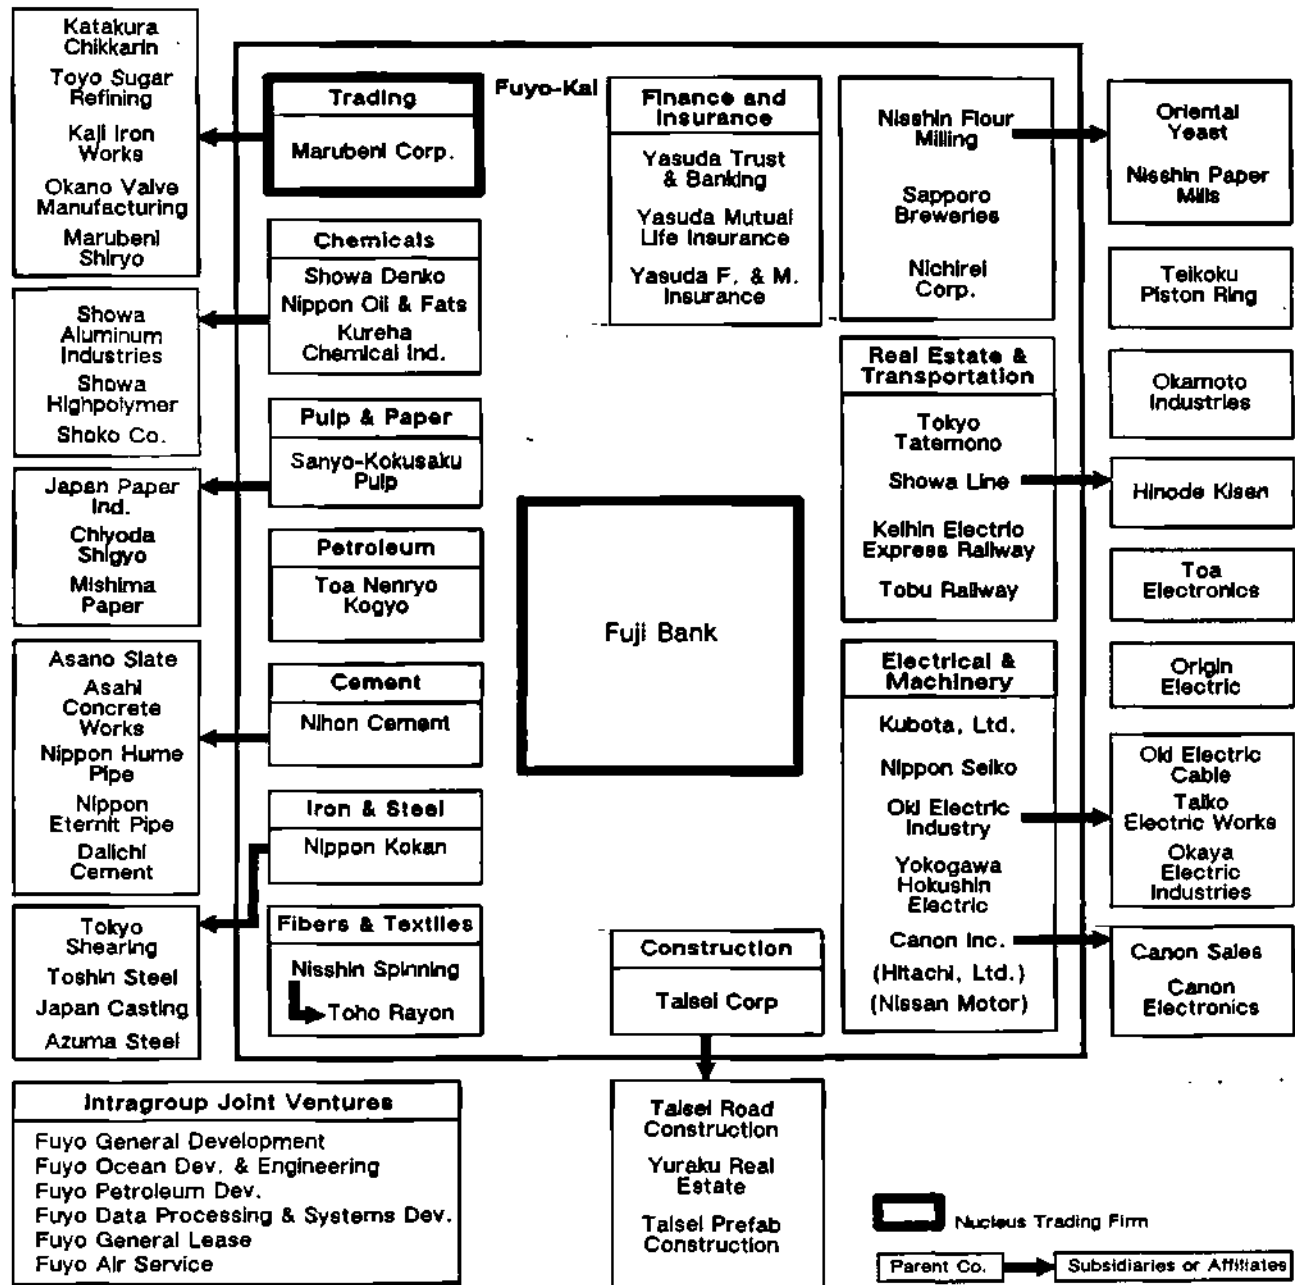 Katakura
Chikkarin
Toyo Sugar
Refining
Kaji Iron
Works
Okano Valve
Manufacturing
Marubeni
Shiryo
Showa
Aluminum
Industries
Showa
Highpolymer
Shoko Co.
Japan Paper
Ind.
Chiyoda
Shigyo
Mishima
Paper
Asano Slate
Asahi
Concrete
Works
Nippon Hume
Pipe
Nippon
Eternit Pipe
Daiichi
Cement
Tokyo
Shearing
Toshin Steel
Japan Casting
Azuma Steel
Fuyo-Kai
Trading
Marubeni Corp.
Chemicals
Showa Denko
Nippon Oil & Fats
Kureha
Chemical Ind.
Pulp & Paper
Sanyo-Kokusaku
Pulp
Petroleum
Toa Nenryo
Kogyo
Cement
Nihon Cement
Iron & Steel
Nippon Kokan
Fibers & Textiles
Nisshin Spinning
Toho Rayon
Finance and
Insurance
Yasuda Trust
& Banking
Yasuda Mutual
Life Insurance
Yasuda F. & M.
Insurance
Fuji Bank
Construction
Taisei Corp
Taisei Road
Construction
Yuraku Real
Estate
Taisei Prefab
Construction
Nisshin Flour
Milling
Sapporo
Breweries
Nichirei
Corp.
Real Estate &
Transportation
Tokyo
Tatemono
Showa Line
Keihin Electric
Express Railway
Tobu Railway
Electrical &
Machinery
Kubota, Ltd.
Nippon Seiko
Oki Electric
Industry
Yokogawa
Hokushin
Electric
Canon Inc.
(Hitachi, Ltd.)
(Nissan Motor)
Oriental
Yeast
Nisshin Paper
Mills
Teikoku
Piston Ring
Okamoto
Industries
Hinode Kisen
Toa
Electronics
Origin
Electric
Oki Electric
Cable
Taiko
Electric Works
Okaya
Electric
Industries
Canon Sales
Canon
Electronics
Intragroup Joint Ventures
Fuyo General Development
Fuyo Ocean Dev. & Engineering
Fuyo Petroleum Dev.
Fuyo Data Processing & Systems Dev.
Fuyo General Lease
Fuyo Air Service
Nucleus Trading Firm
Parent Co.
Subsidiaries or Affiliates